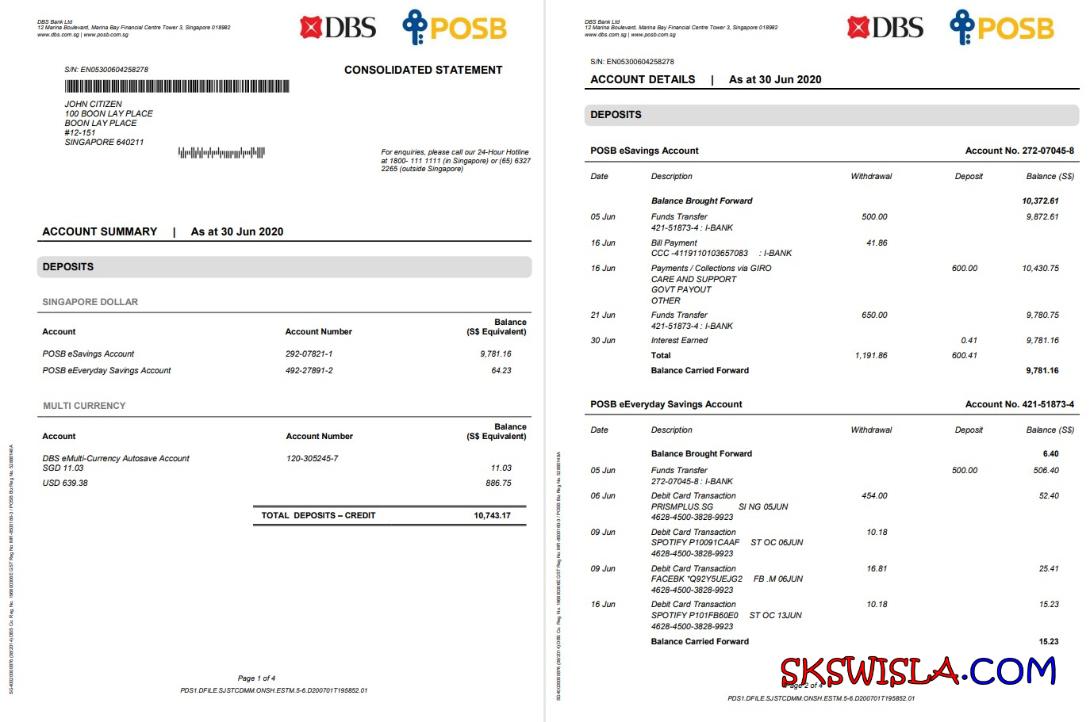 DBS Bank Ltd
12 Marina Boulevard, Marina Bay Financial Centre Tower 3, Singapore 018982
www.dbs.com.sg | www.posb.com.sg
DBS POSB
S/N: EN05300604258278
CONSOLIDATED STATEMENT
JOHN CITIZEN
100 BOON LAY PLACE
BOON LAY PLACE
#12-151
SINGAPORE 640211
For enquiries, please call our 24-Hour Hotline
at 1800- 111 1111 (in Singapore) or (65) 6327
2265 (outside Singapore)
ACCOUNT SUMMARY | As at 30 Jun 2020
DEPOSITS
SINGAPORE DOLLAR
Account Account Number Balance (S$ Equivalent)
POSB eSavings Account 292-07821-1 9,781.16
POSB eEveryday Savings Account 492-27891-2 64.23
MULTI CURRENCY
Account Account Number Balance (S$ Equivalent)
DBS eMulti-Currency Autosave Account 120-305245-7
SGD 11.03 11.03
USD 639.38 886.75
TOTAL DEPOSITS – CREDIT 10,743.17
Page 1 of 4
PDS1.DFILE.SJSTCDMM.ONSH.ESTM.5-6.D200701T195852.01
DBS Bank Ltd
12 Marina Boulevard, Marina Bay Financial Centre Tower 3, Singapore 018982
www.dbs.com.sg | www.posb.com.sg
DBS POSB
S/N: EN05300604258278
ACCOUNT DETAILS | As at 30 Jun 2020
DEPOSITS
POSB eSavings Account Account No. 272-07045-8
Date Description Withdrawal Deposit Balance (S$)
Balance Brought Forward 10,372.61
05 Jun Funds Transfer 500.00 9,872.61
421-51873-4 : I-BANK
16 Jun Bill Payment 41.86
CCC -4119110103657083 : I-BANK
16 Jun Payments / Collections via GIRO 600.00 10,430.75
CARE AND SUPPORT
GOVT PAYOUT
OTHER
21 Jun Funds Transfer 650.00 9,780.75
421-51873-4 : I-BANK
30 Jun Interest Earned 0.41 9,781.16
Total 1,191.86 600.41
Balance Carried Forward 9,781.16
POSB eEveryday Savings Account Account No. 421-51873-4
Date Description Withdrawal Deposit Balance (S$)
Balance Brought Forward 6.40
05 Jun Funds Transfer 500.00 506.40
272-07045-8 : I-BANK
06 Jun Debit Card Transaction 454.00 52.40
PRISMPLUS.SG SI NG 05JUN
4628-4500-3828-9923
09 Jun Debit Card Transaction 10.18
SPOTIFY P10091CAAF ST OC 06JUN
4628-4500-3828-9923
09 Jun Debit Card Transaction 16.81 25.41
FACEBK *Q92Y5UEJG2 FB .M 06JUN
4628-4500-3828-9923
16 Jun Debit Card Transaction 10.18 15.23
SPOTIFY P101FB60E0 ST OC 13JUN
4628-4500-3828-9923
Balance Carried Forward 15.23
SKSWISLA.COM
Page 2 of 4
PDS1.DFILE.SJSTCDMM.ONSH.ESTM.5-6.D200701T195852.01